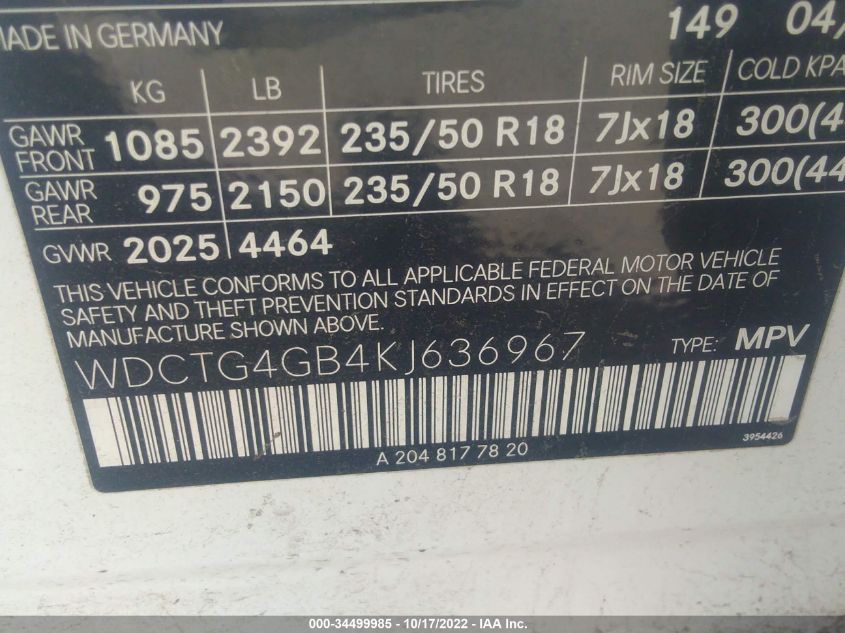 MADE IN GERMANY 149 04/
KG LB TIRES RIM SIZE COLD KPA
GAWR FRONT 1085 2392 235/50 R18 7Jx18 300(4
GAWR REAR 975 2150 235/50 R18 7Jx18 300(44
GVWR 2025 4464
THIS VEHICLE CONFORMS TO ALL APPLICABLE FEDERAL MOTOR VEHICLE
SAFETY AND THEFT PREVENTION STANDARDS IN EFFECT ON THE DATE OF
MANUFACTURE SHOWN ABOVE.
WDCTG4GB4KJ636967 TYPE: MPV
A 204 817 78 20 3954426
000-34499985 - 10/17/2022 - IAA Inc.